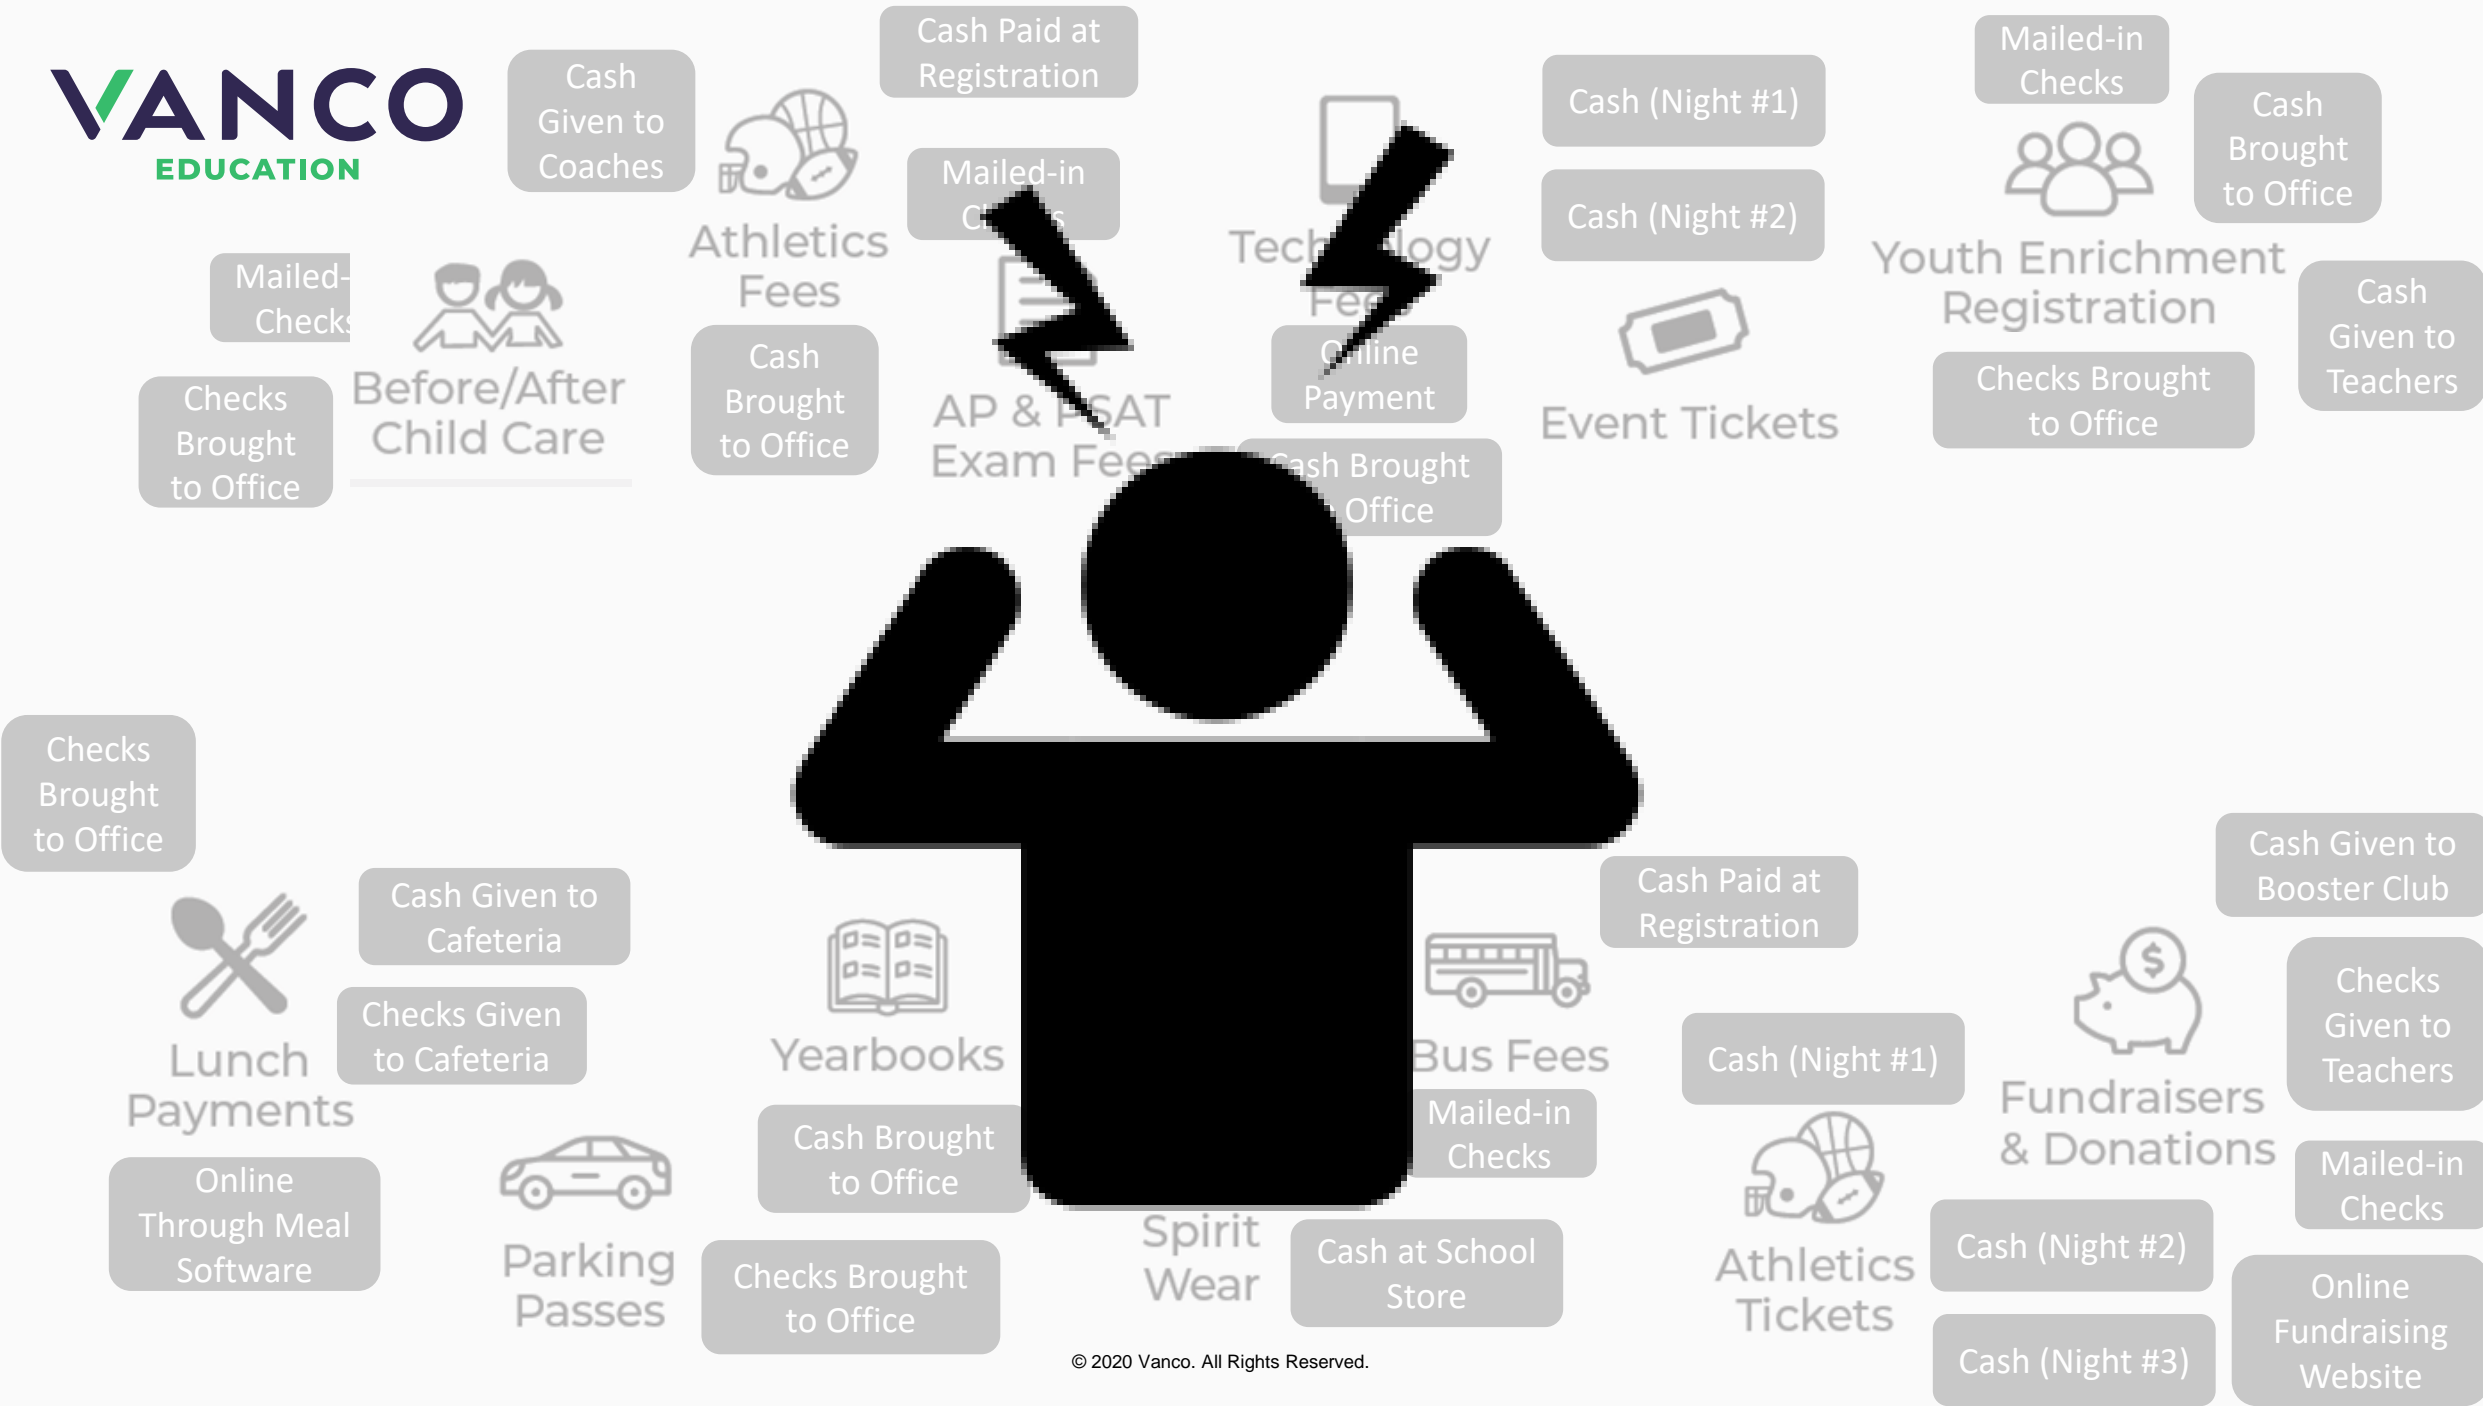 VANCO
EDUCATION
Cash
Given to
Coaches
Cash Paid at
Registration
Athletics
Fees
Mailed-in
Cash
Brought
to Office
Mailed-
Checks
Checks
Brought
to Office
Before/After
Child Care
AP & PSAT
Exam Fees
Technology
Fees
Online
Payment
Cash Brought
Office
Cash (Night #1)
Cash (Night #2)
Event Tickets
Mailed-in
Checks
Cash
Brought
to Office
Youth Enrichment
Registration
Cash
Given to
Teachers
Checks Brought
to Office
Checks
Brought
to Office
Cash Given to
Cafeteria
Checks Given
to Cafeteria
Lunch
Payments
Online
Through Meal
Software
Parking
Passes
Yearbooks
Cash Brought
to Office
Checks Brought
to Office
Spirit
Wear
Cash at School
Store
Bus Fees
Cash Paid at
Registration
Mailed-in
Checks
Cash (Night #1)
Athletics
Tickets
Cash (Night #2)
Cash (Night #3)
Cash Given to
Booster Club
$
Fundraisers
& Donations
Checks
Given to
Teachers
Mailed-in
Checks
Online
Fundraising
Website
© 2020 Vanco. All Rights Reserved.